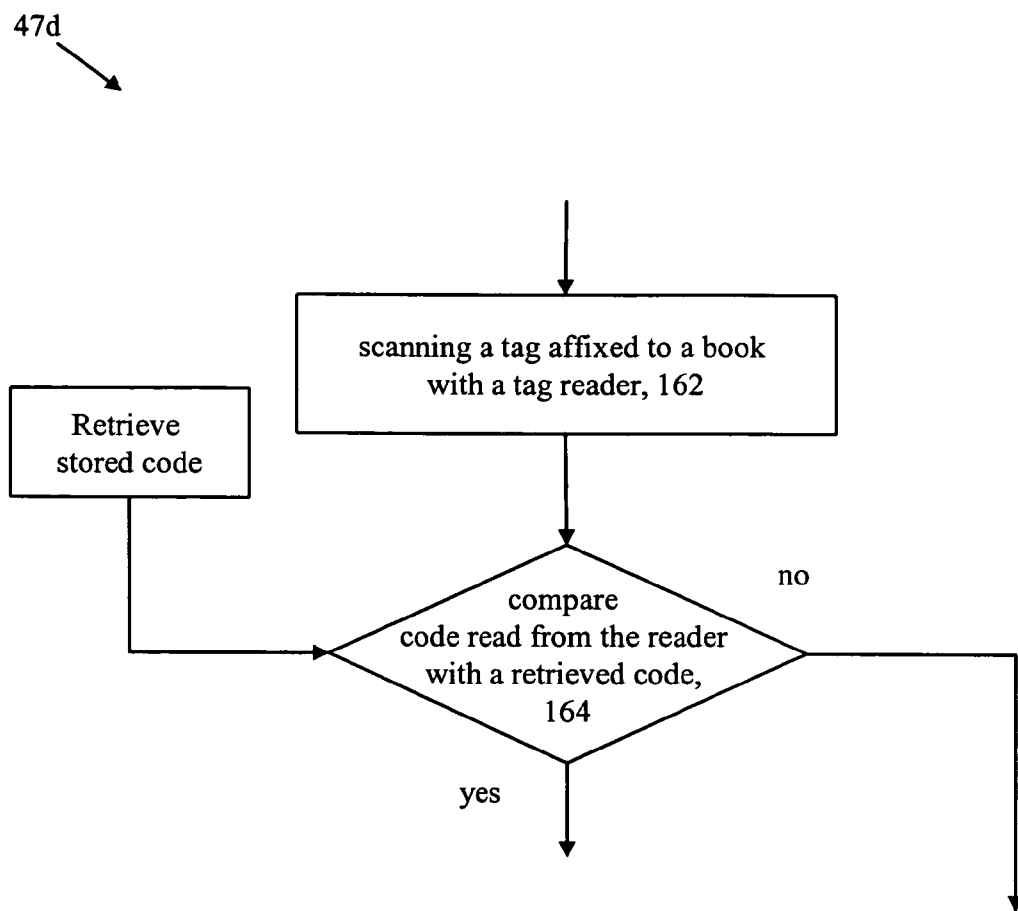 47d
scanning a tag affixed to a book
with a tag reader, 162
Retrieve
stored code
no
compare
code read from the reader
with a retrieved code,
164
yes